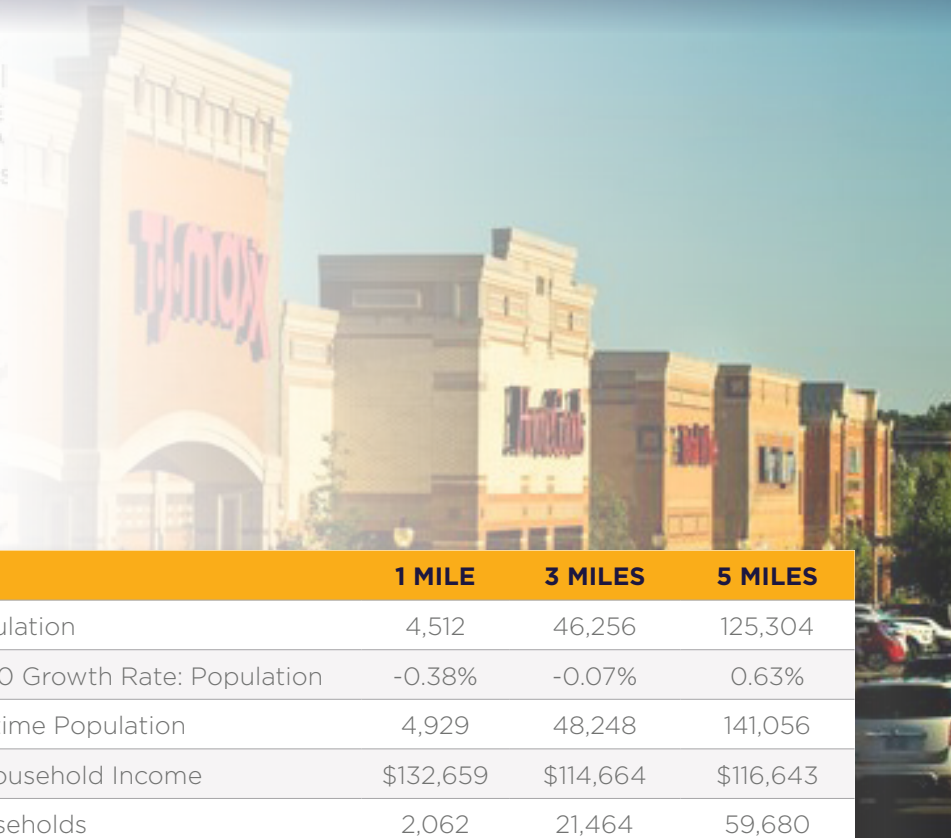 T.J.maxx
1 MILE 3 MILES 5 MILES
ulation 4,512 46,256 125,304
0 Growth Rate: Population -0.38% -0.07% 0.63%
ime Population 4,929 48,248 141,056
ousehold Income $132,659 $114,664 $116,643
seholds 2,062 21,464 59,680